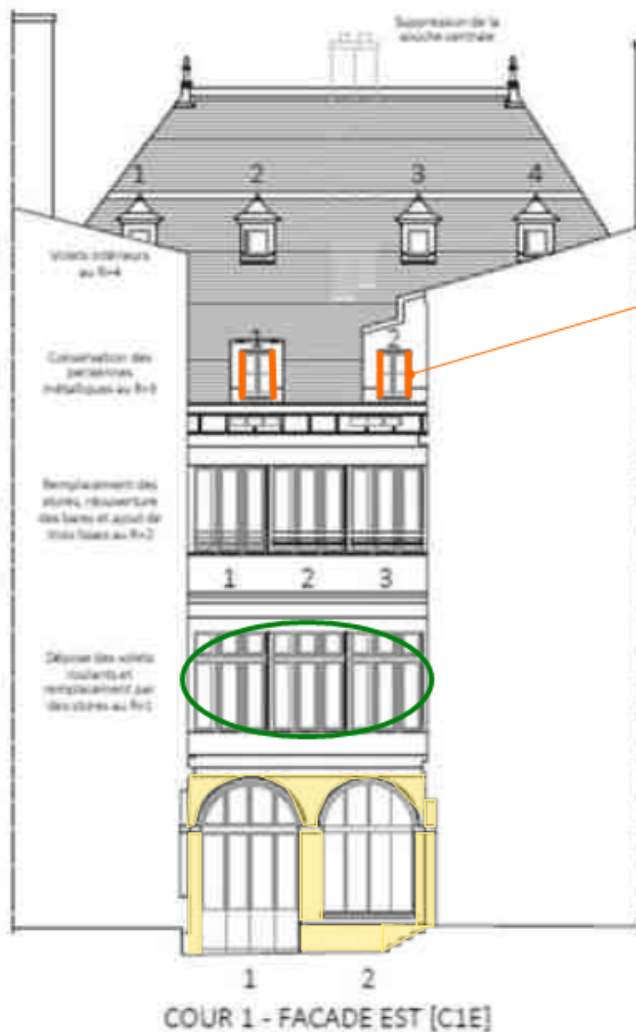 Suppression de la
souche centrale
1 2 3 4
Volets intérieurs
au R+4
1 2
Conservation des
persiennes
métalliques au R+3
Remplacement des
stores, réouverture
des baies et ajout de
au R+2
1 2 3
Dépose des volets
roulants et
remplacement par
des stores au R+1
1 2
COUR 1 - FACADE EST [C1E]